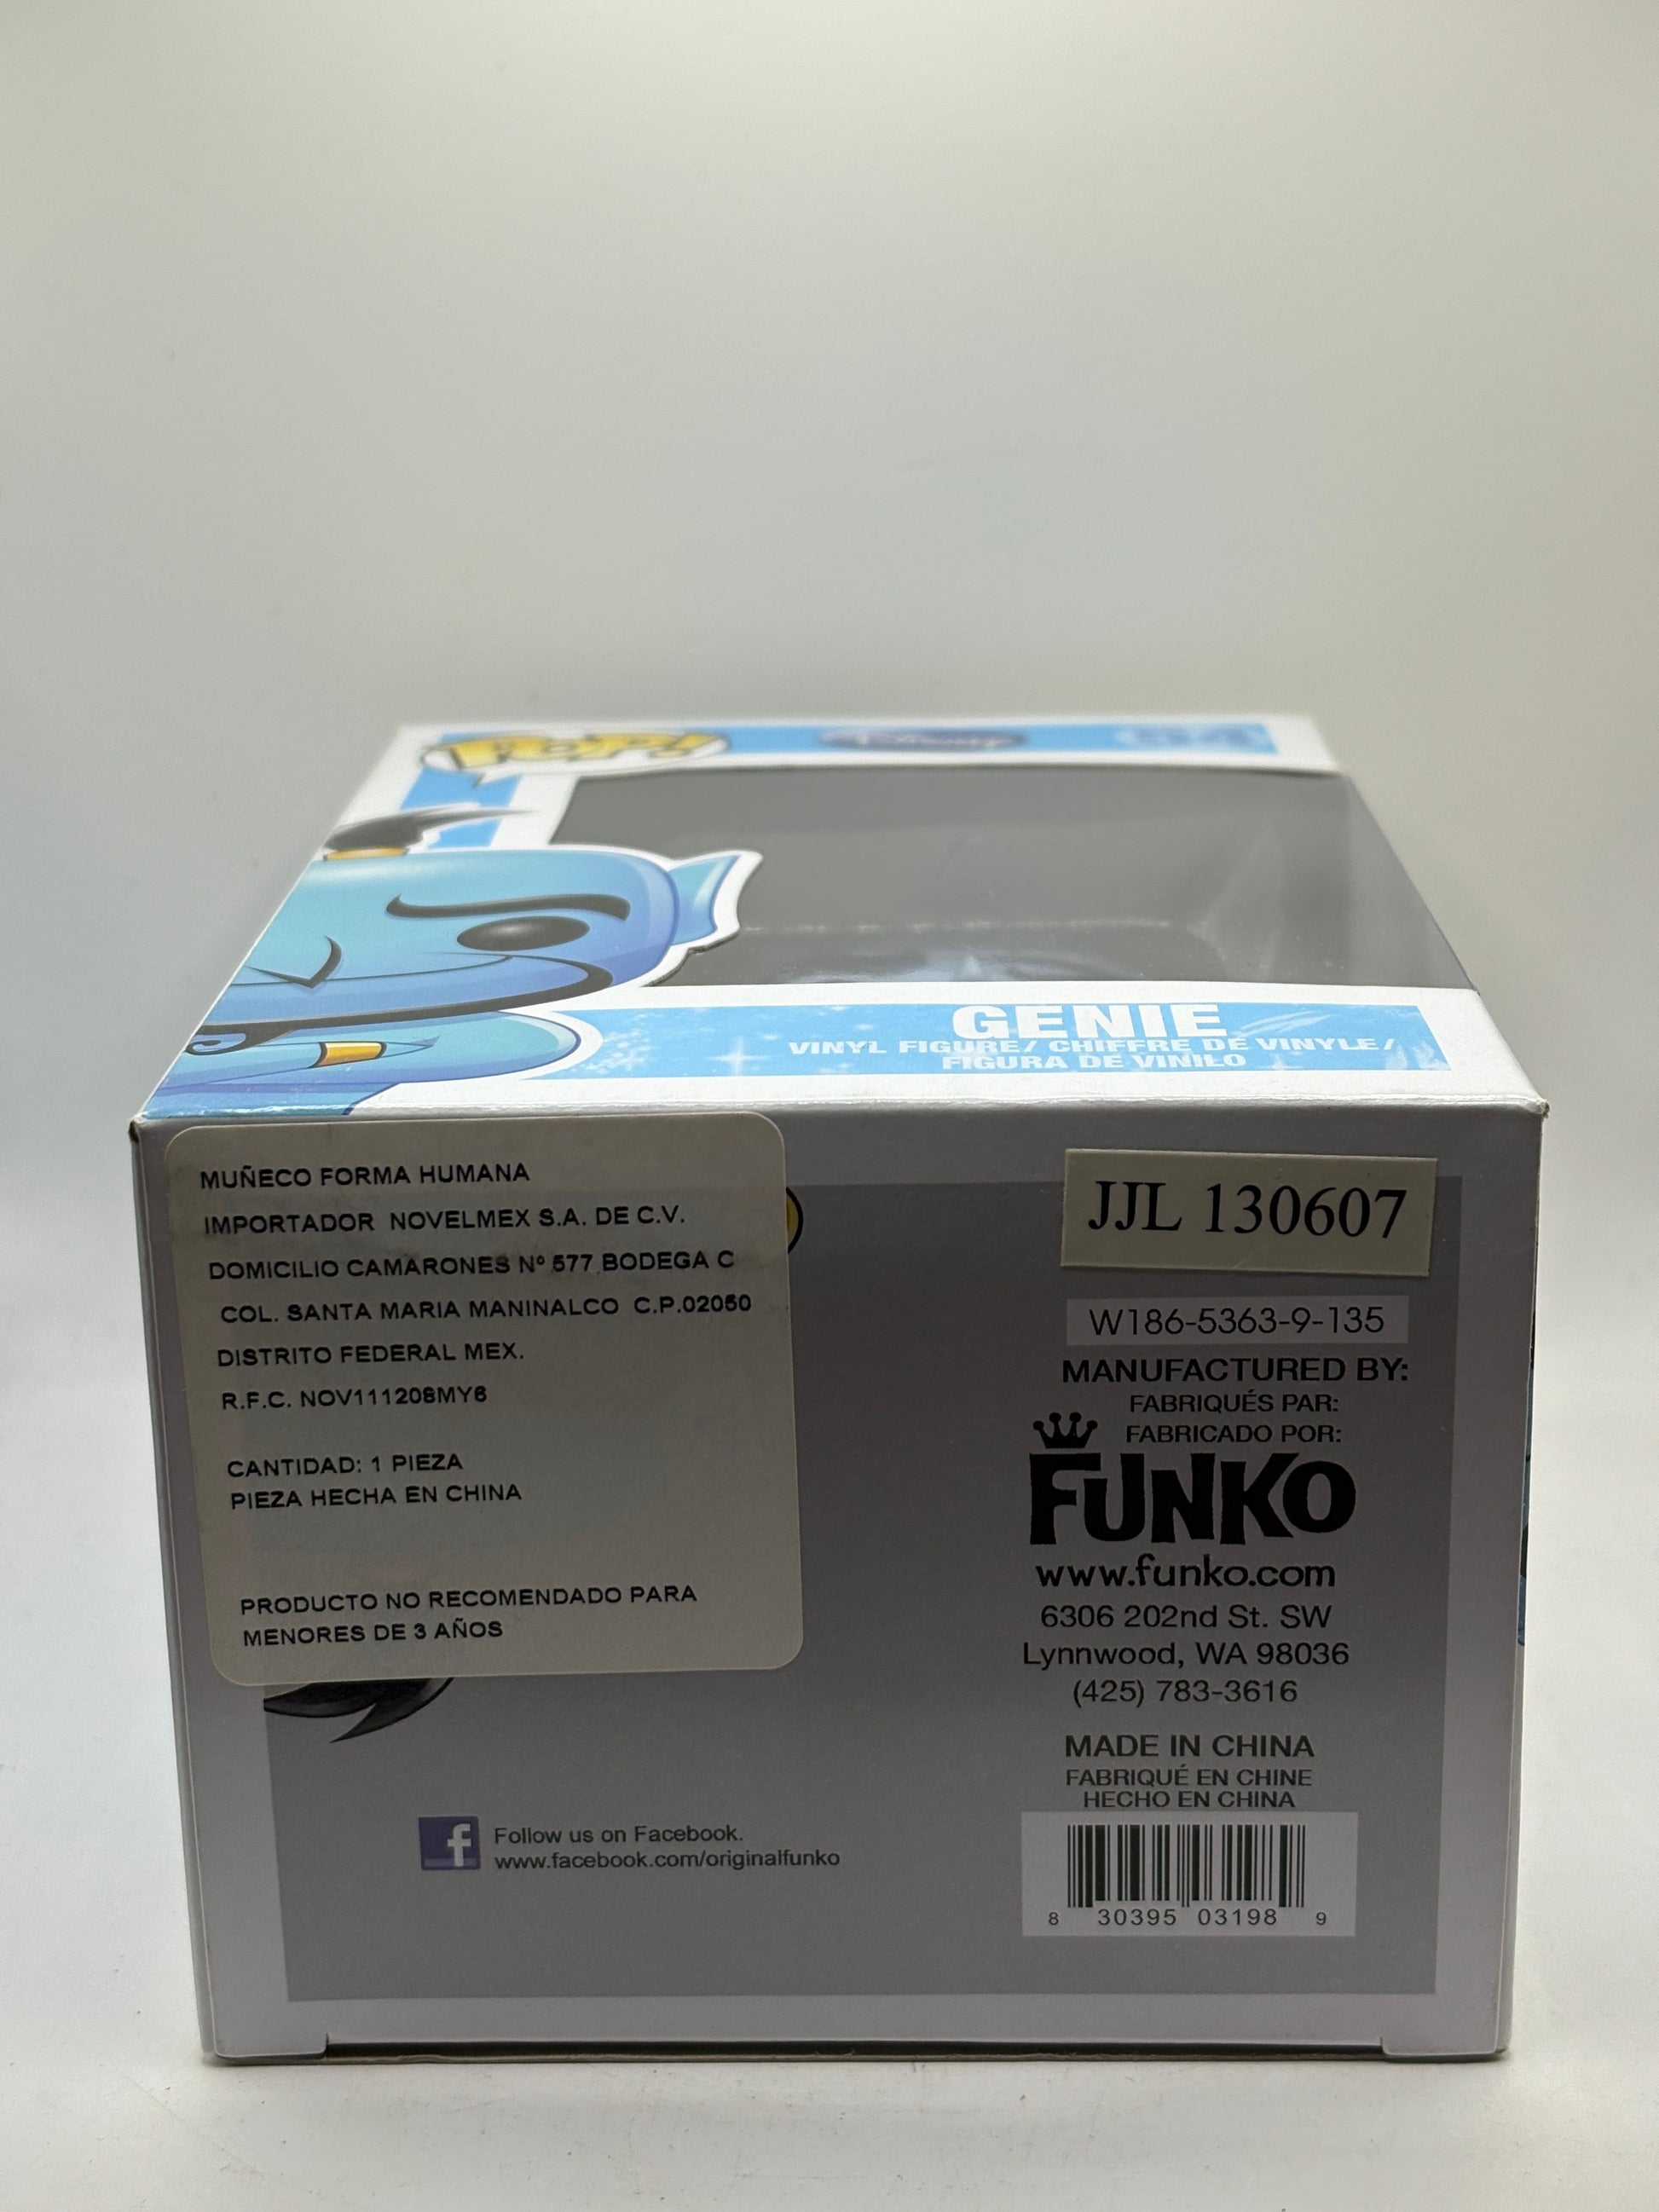 POP!
Disney
54
GENIE
VINYL FIGURE/ CHIFFRE DE VINYLE/
FIGURA DE VINILO
MUÑECO FORMA HUMANA
IMPORTADOR NOVELMEX S.A. DE C.V.
DOMICILIO CAMARONES Nº 577 BODEGA C
COL. SANTA MARIA MANINALCO C.P.02050
DISTRITO FEDERAL MEX.
R.F.C. NOV111208MY6
CANTIDAD: 1 PIEZA
PIEZA HECHA EN CHINA
PRODUCTO NO RECOMENDADO PARA
MENORES DE 3 AÑOS
Follow us on Facebook.
www.facebook.com/originalfunko
JJL 130607
W186-5363-9-135
MANUFACTURED BY:
FABRIQUÉS PAR:
FABRICADO POR:
FUNKO
www.funko.com
6306 202nd St. SW
Lynnwood, WA 98036
(425) 783-3616
MADE IN CHINA
FABRIQUÉ EN CHINE
HECHO EN CHINA
8 30395 03198 9